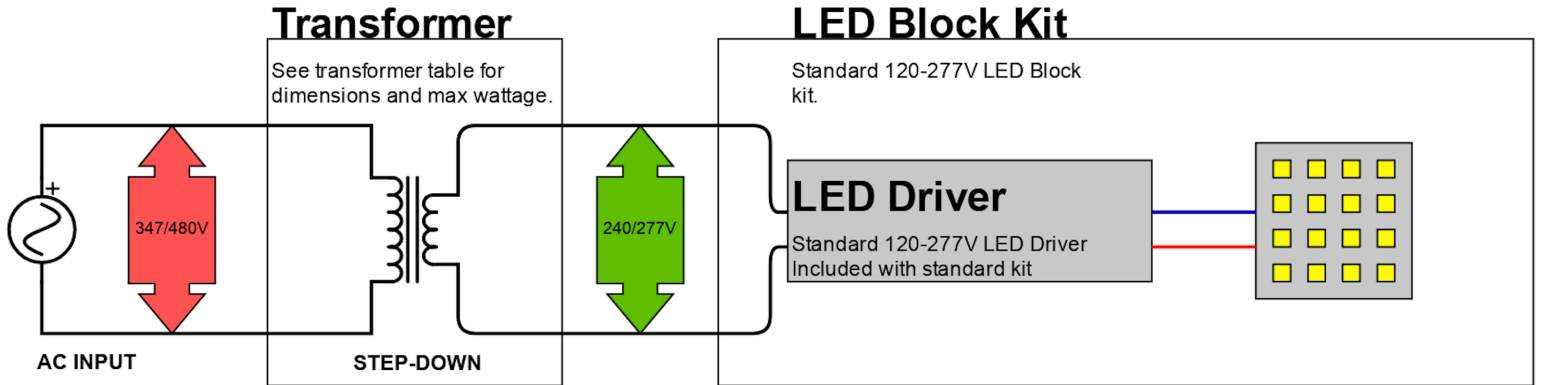 Transformer
See transformer table for
dimensions and max wattage.
LED Block Kit
Standard 120-277V LED Block
kit.
+
347/480V
240/277V
LED Driver
Standard 120-277V LED Driver
Included with standard kit
AC INPUT
STEP-DOWN